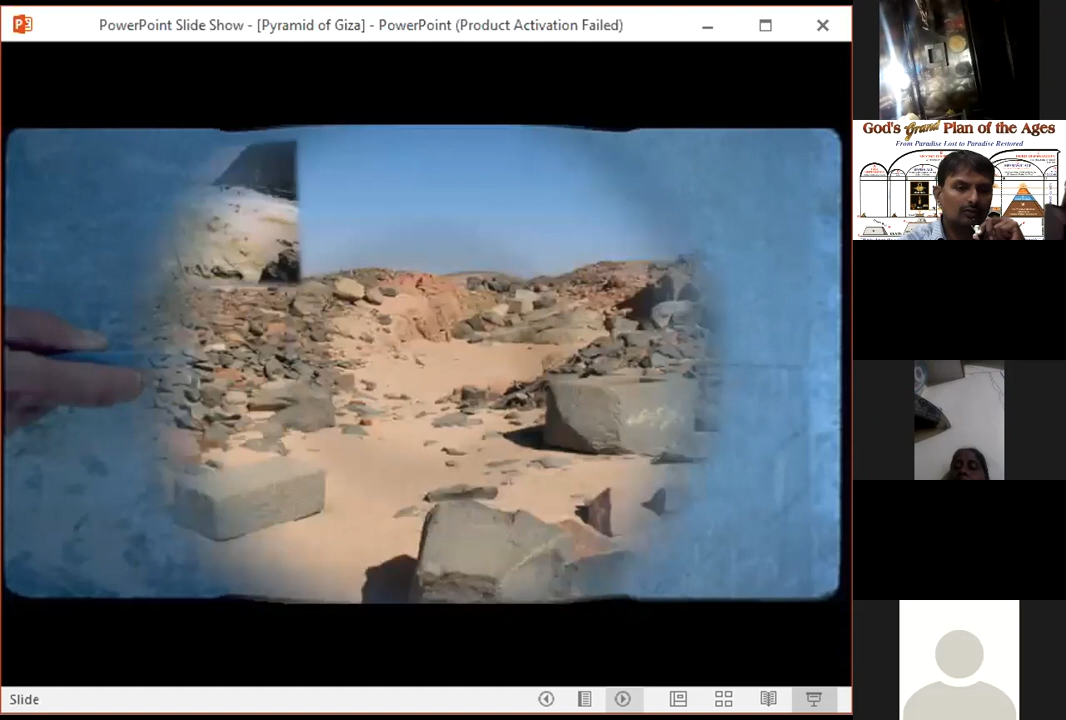 PowerPoint Slide Show - [Pyramid of Giza] - PowerPoint (Product Activation Failed)
God's Grand Plan of the Ages
From Paradise Lost to Paradise Restored
Slide